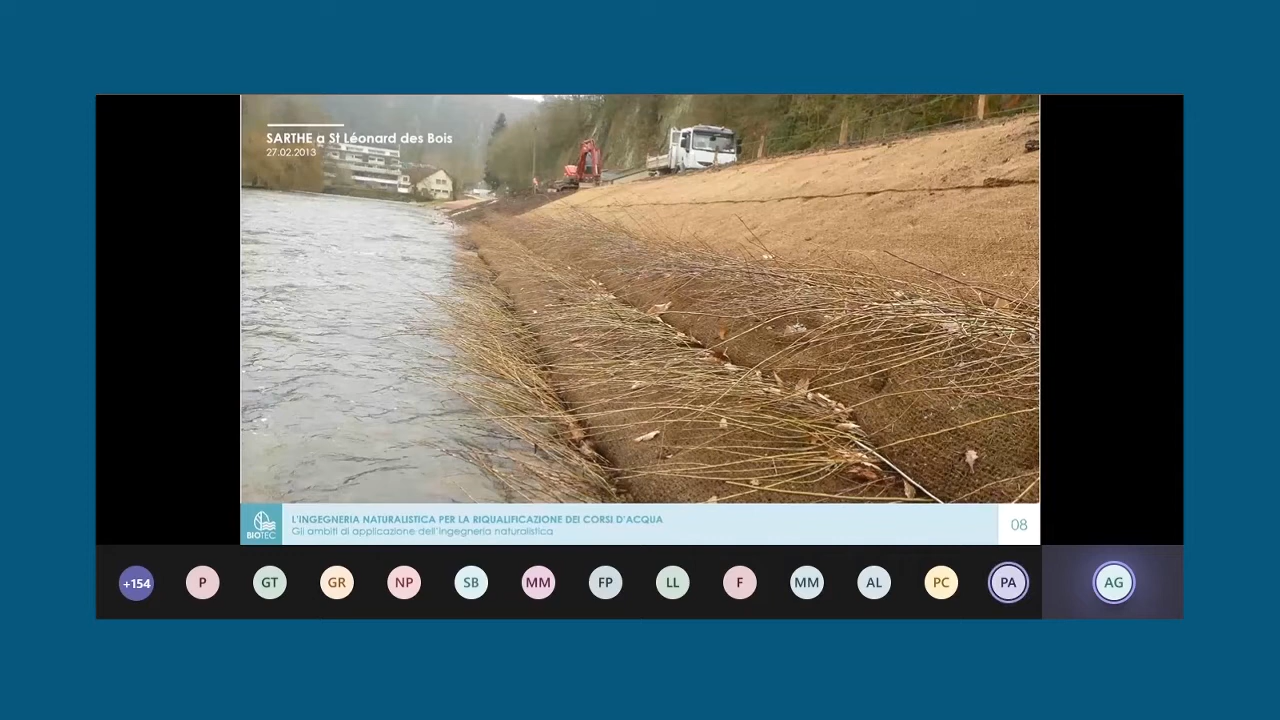 SARTHE a St Léonard des Bois
27.02.2013
BIOTEC
L'INGEGNERIA NATURALISTICA PER LA RIQUALIFICAZIONE DEI CORSI D'ACQUA
Gli ambiti di applicazione dell'ingegneria naturalistica
08
+154 P GT GR NP SB MM FP LL F MM AL PC PA AG